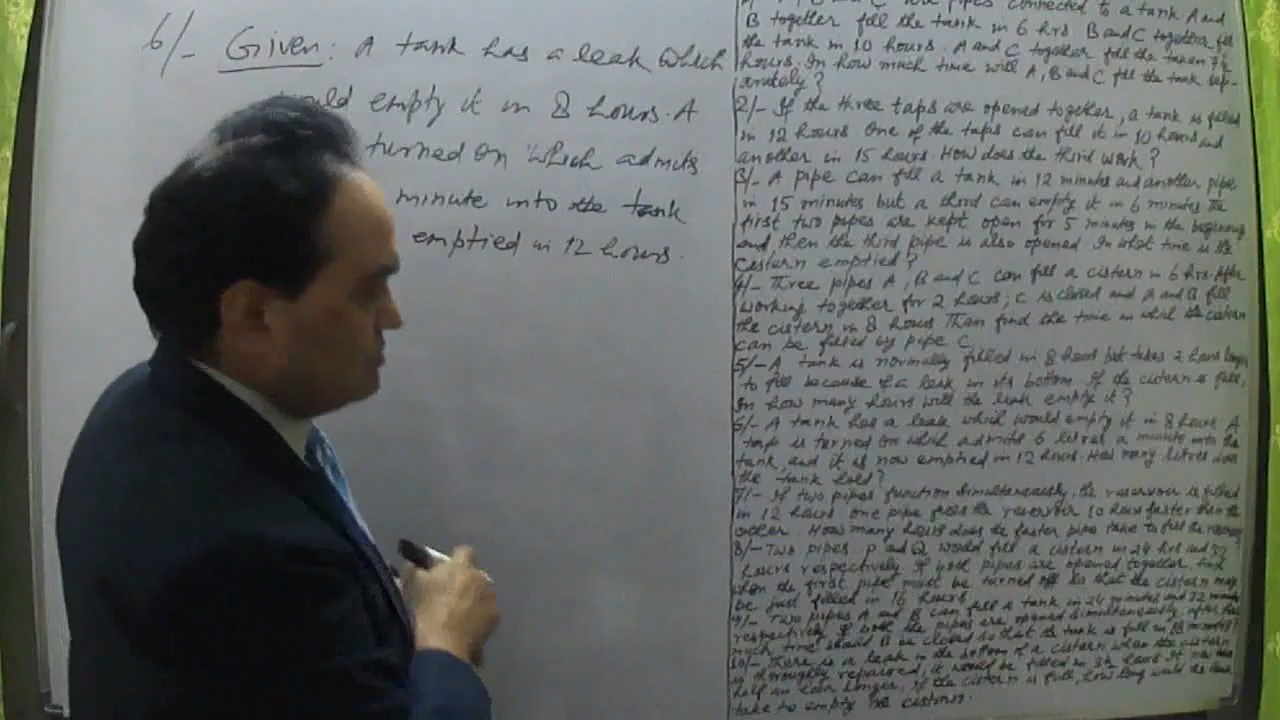 6/- Given: A tank has a leak which
would empty it in 8 hours. A
turned on which admits
minute into the tank
emptied in 12 hours.
B and C are pipes connected to a tank A and
B together fill the tank in 6 hrs B and C together fill
the tank in 10 hours. A and C together fill the
hours. In how much time will A, B and C fill the tank sep-
arately?
2/- If the three taps are opened together, a tank is filled
in 12 hours One of the taps can fill it in 10 hours and
another in 15 hours. How does the third work?
3/- A pipe can fill a tank in 12 minutes and another pipe
in 15 minutes but a third can empty it in 6 minutes The
first two pipes are kept open for 5 minutes in the beginning
and then the third pipe is also opened In what time is the
cistern emptied?
4/- Three pipes A, B and C can fill a cistern in 6 hrs. After
working together for 2 hours; C is closed and A and B fill
the cistern in 8 hours Then find the time in which the cistern
can be filled by pipe C.
5/- A tank is normally filled in 8 hours but takes 2 hours longer
to fill because of a leak in its bottom. If the cistern is full,
In how many hours will the leak empty it?
6/- A tank has a leak which would empty it in 8 hours A
tap is turned on which admits 6 litres a minute into the
tank, and it is now emptied in 12 hours. How many litres does
the tank hold?
7/- If two pipes function simultaneously, the reservoir is filled
in 12 hours one pipe fills the reservoir 10 hours faster than the
other. How many hours does the faster pipe take to fill the reservoir
8/- Two pipes P and Q would fill a cistern in 24 hrs and 32
hours respectively If both pipes are opened together, find
when the first pipe must be turned off so that the cistern may
be just filled in 16 hours
9/- Two pipes A and B can fill a tank in 24 minutes and 32 minutes
respectively. If both the pipes are opened simultaneously, after how
much time should B be closed so that the tank is full in 18 minutes?
10/- There is a leak in the bottom of a cistern when the cistern
is thoroughly repaired, it would be filled in 3½ hours. It now takes
half an hour longer. If the cistern is full, how long would the leak
take to empty the cistern.